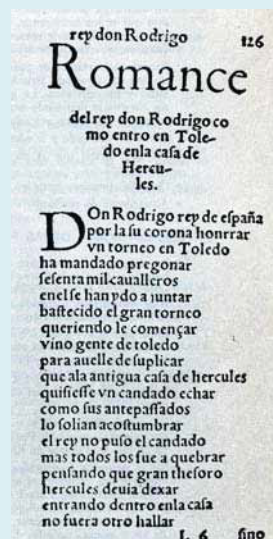 rey don Rodrigo 126
Romance
del rey don Rodrigo co
mo entro en Tole-
do enla casa de
Hercu-
les.
DOn Rodrigo rey de españa
por la su corona honrrar
vn torneo en Toledo
ha mandado pregonar
sesenta mil caualleros
enel se han ydo a juntar
bastecido el gran torneo
queriendo le començar
vino gente de toledo
para auelle de suplicar
que ala antigua casa de hercules
quisiesse vn candado echar
como sus antepassados
lo solian acostumbrar
el rey no puso el candado
mas todos los fue a quebrar
pensando que gran thesoro
hercules deuia dexar
entrando dentro enla casa
no fuera otro hallar
L 6 sino